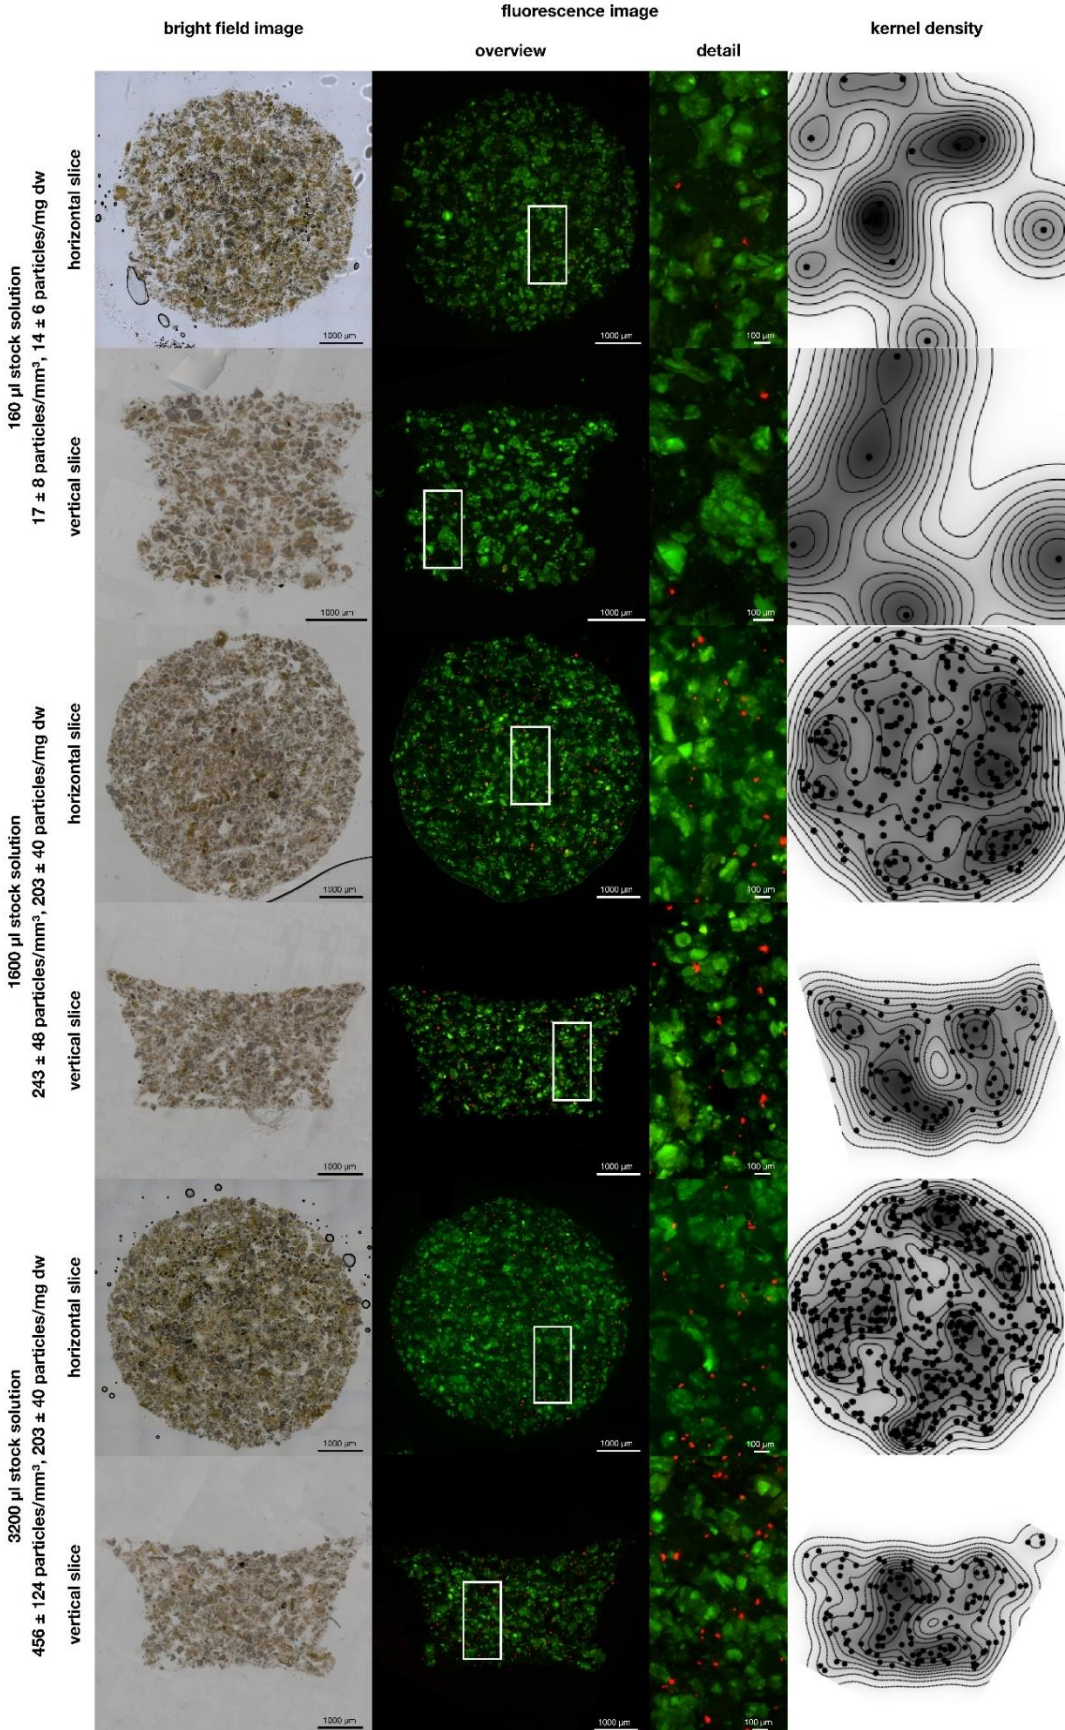 fluorescence image
bright field image
kernel density
overview
detail
160 µl stock solution
17 ± 8 particles/mm³, 14 ± 6 particles/mg dw
horizontal slice
1000 µm
1000 µm
100 µm
vertical slice
1000 µm
1000 µm
100 µm
1600 µl stock solution
243 ± 48 particles/mm³, 203 ± 40 particles/mg dw
horizontal slice
1000 µm
1000 µm
100 µm
vertical slice
1000 µm
1000 µm
100 µm
3200 µl stock solution
456 ± 124 particles/mm³, 203 ± 40 particles/mg dw
horizontal slice
1000 µm
1000 µm
100 µm
vertical slice
1000 µm
1000 µm
100 µm